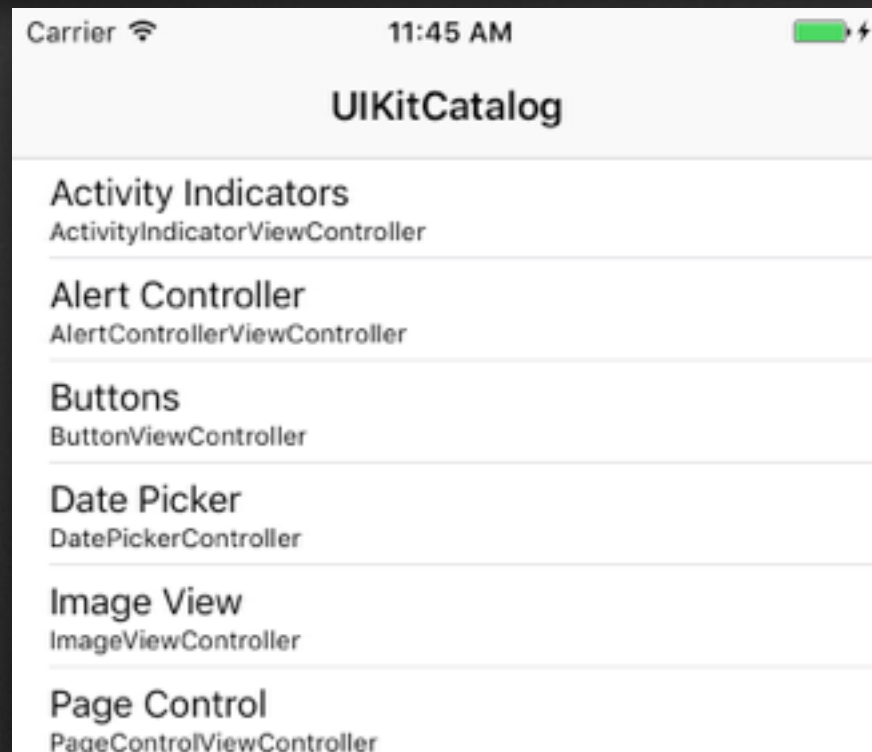 Carrier 11:45 AM
UIKitCatalog
Activity Indicators
ActivityIndicatorViewController
Alert Controller
AlertControllerViewController
Buttons
ButtonViewController
Date Picker
DatePickerController
Image View
ImageViewController
Page Control
PageControlViewController